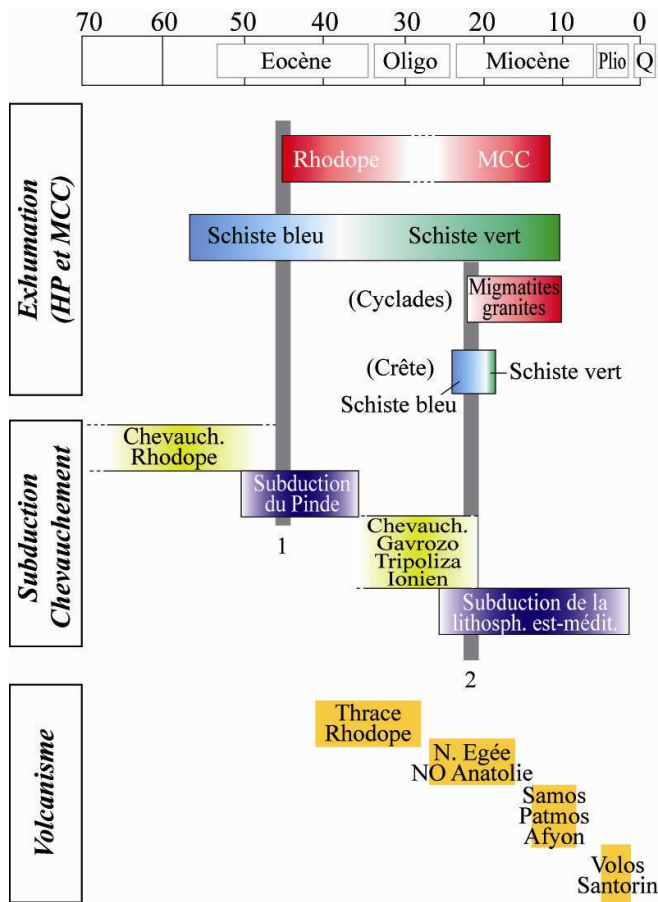 70 60 50 40 30 20 10 0
Eocène Oligo Miocène Plio Q
Exhumation
(HP et MCC)
Rhodope MCC
Schiste bleu Schiste vert
(Cyclades) Migmatites
granites
(Crête) Schiste vert
Schiste bleu
Subduction
Chevauchement
Chevauch.
Rhodope
Subduction
du Pinde
1
Chevauch.
Gavrozo
Tripoliza
Ionien
Subduction de la
lithosph. est-médit.
2
Volcanisme
Thrace
Rhodope
N. Egée
NO Anatolie
Samos
Patmos
Afyon
Volos
Santorin